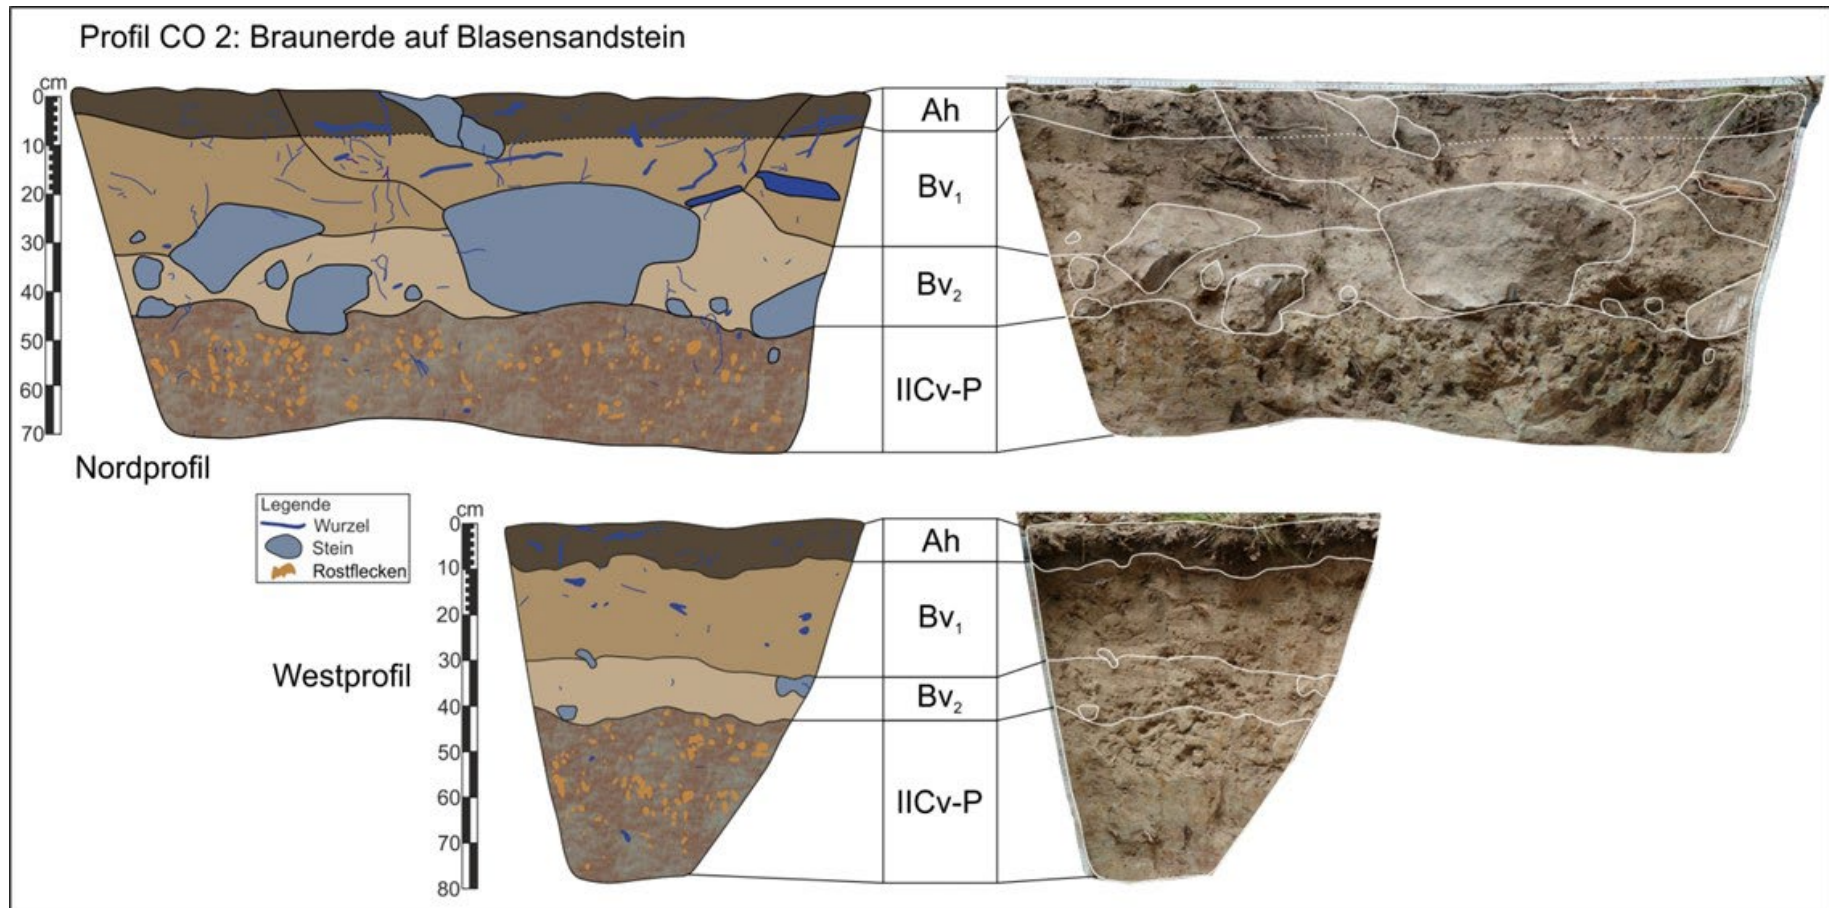 Profil CO 2: Braunerde auf Blasensandstein
cm
0
10
20
30
40
50
60
70
Ah
Bv₁
Bv₂
IICv-P
Nordprofil
Legende
Wurzel
Stein
Rostflecken
cm
0
10
20
30
40
50
60
70
80
Ah
Bv₁
Bv₂
IICv-P
Westprofil